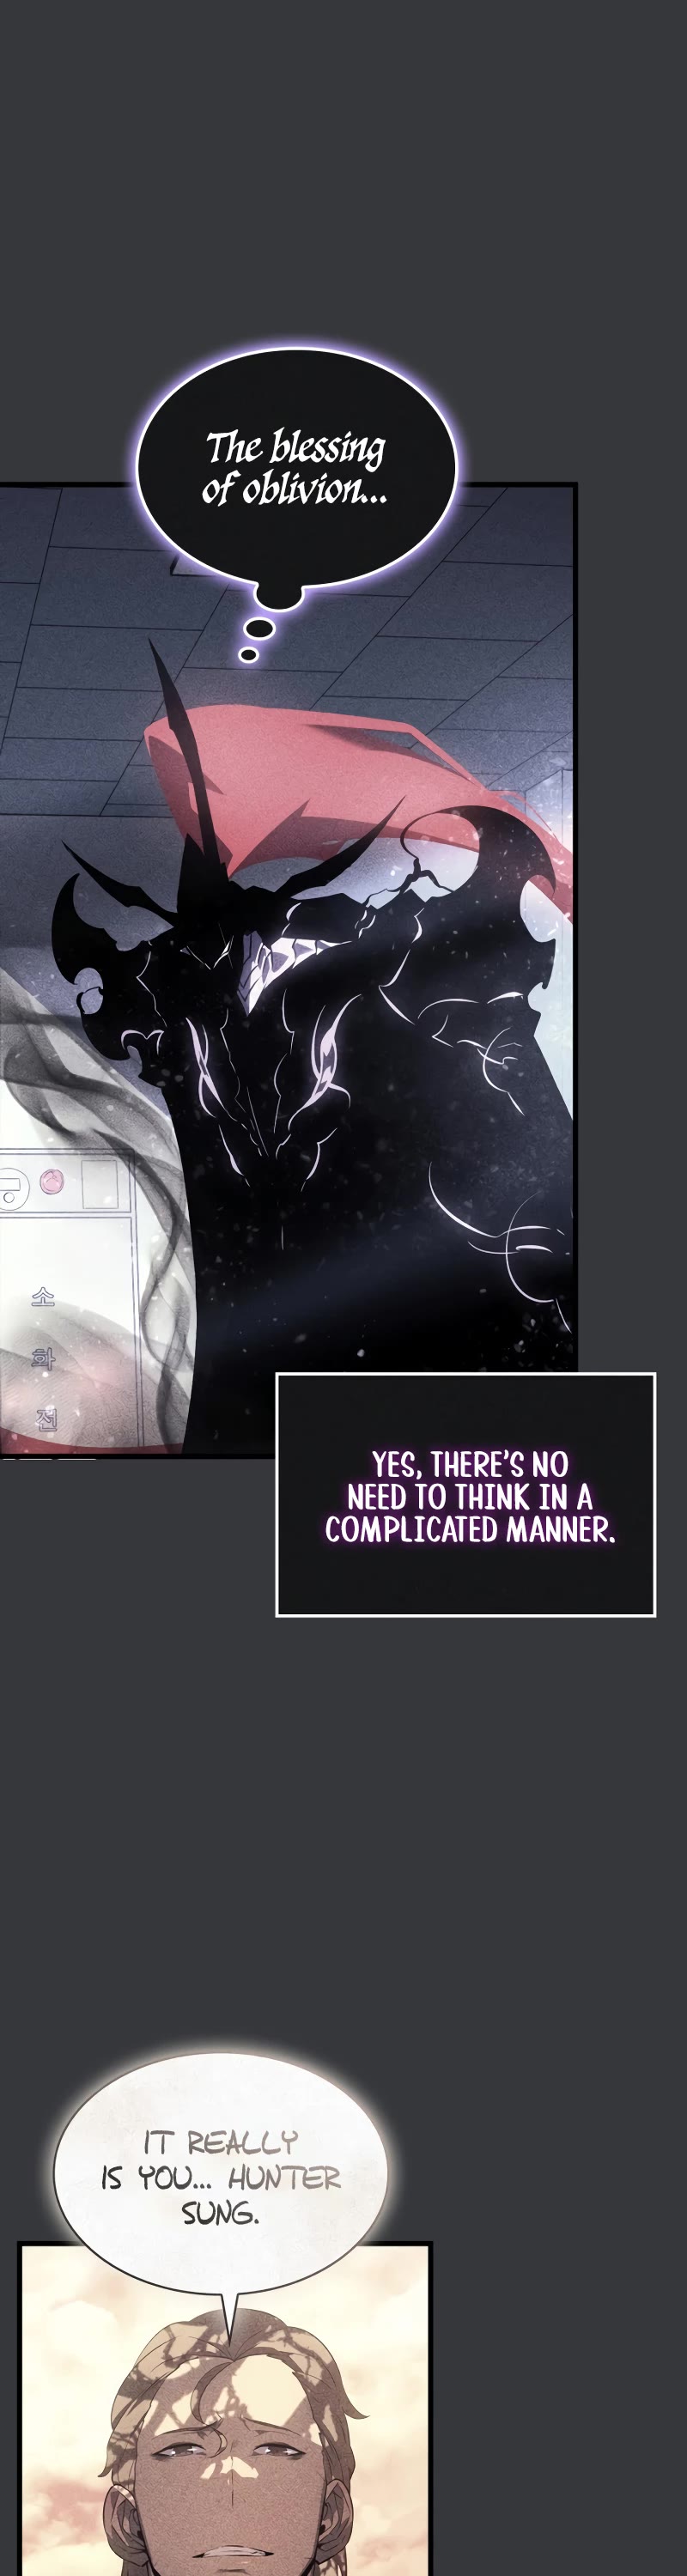 The blessing
of oblivion...
소
화
전
YES, THERE'S NO
NEED TO THINK IN A
COMPLICATED MANNER.
IT REALLY
IS YOU... HUNTER
SUNG.